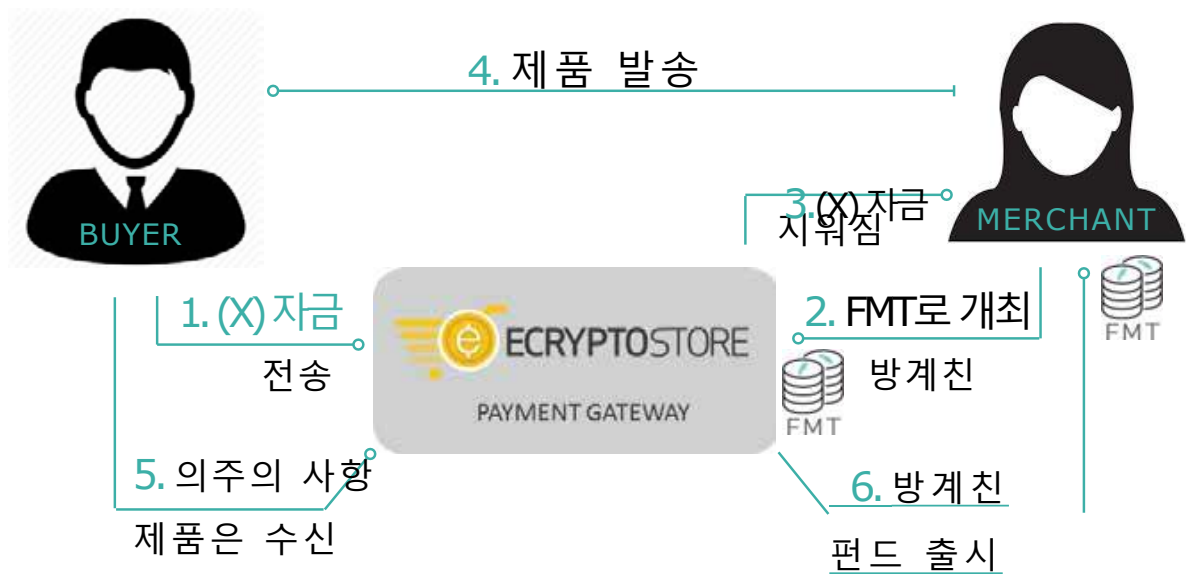 4. 제품 발송
BUYER
3.(X) 자금
지워짐
MERCHANT
1. (X) 자금
전송
ECRYPTOSTORE
PAYMENT GATEWAY
2. FMT로 개최
방계친
FMT
FMT
5. 의주의 사항
제품은 수신
6. 방계친
펀드 출시